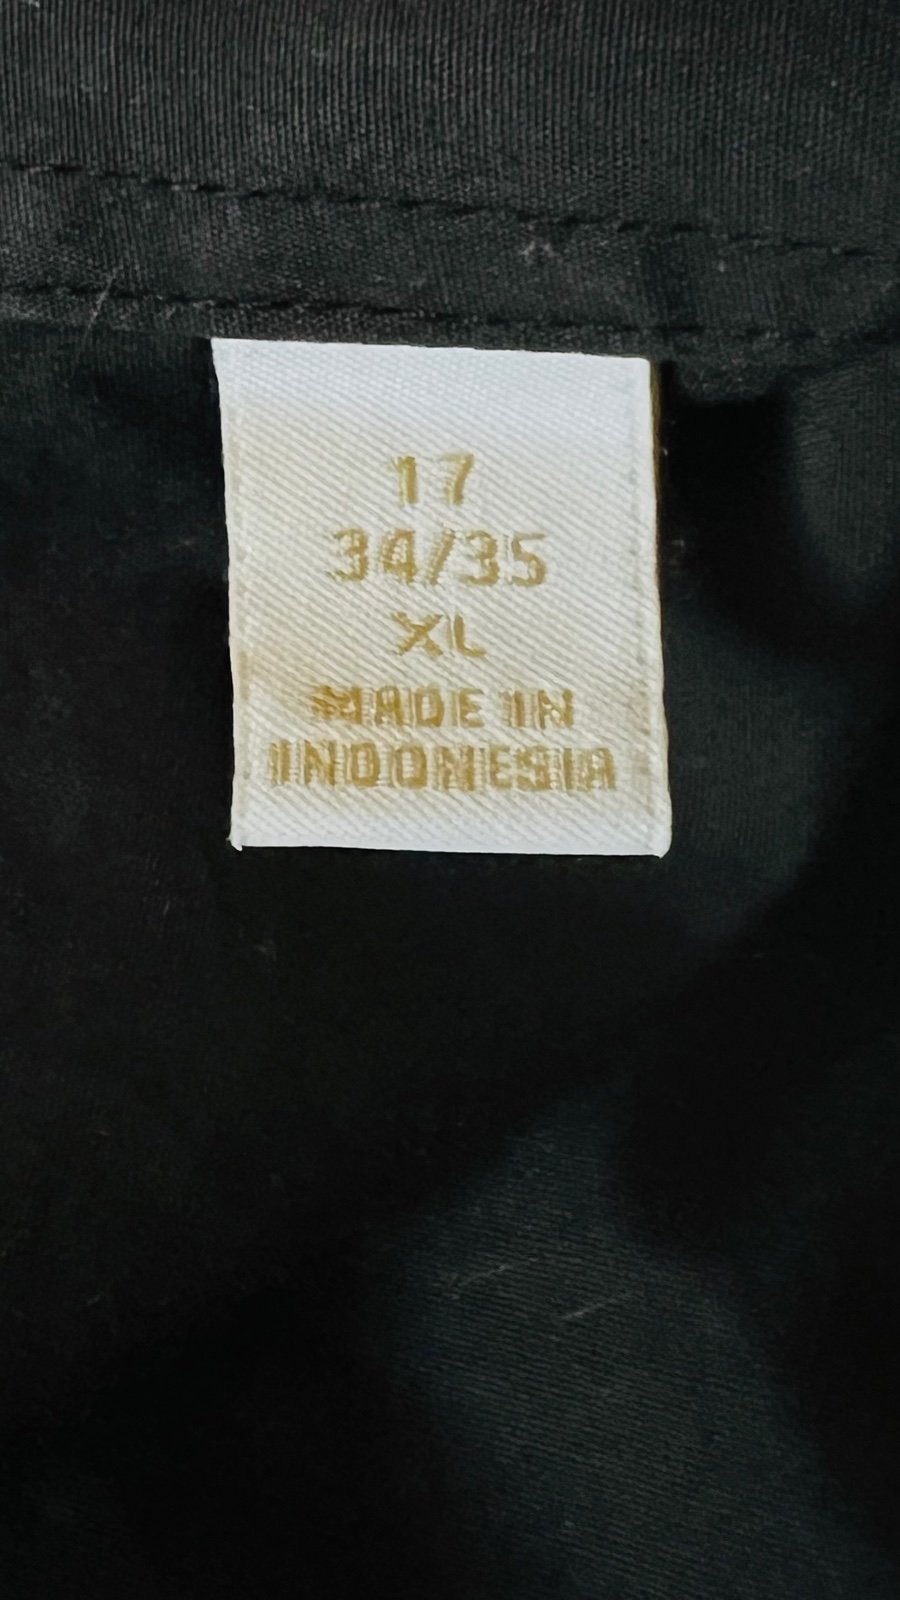 17
34/35
XL
MADE IN
INDONESIA